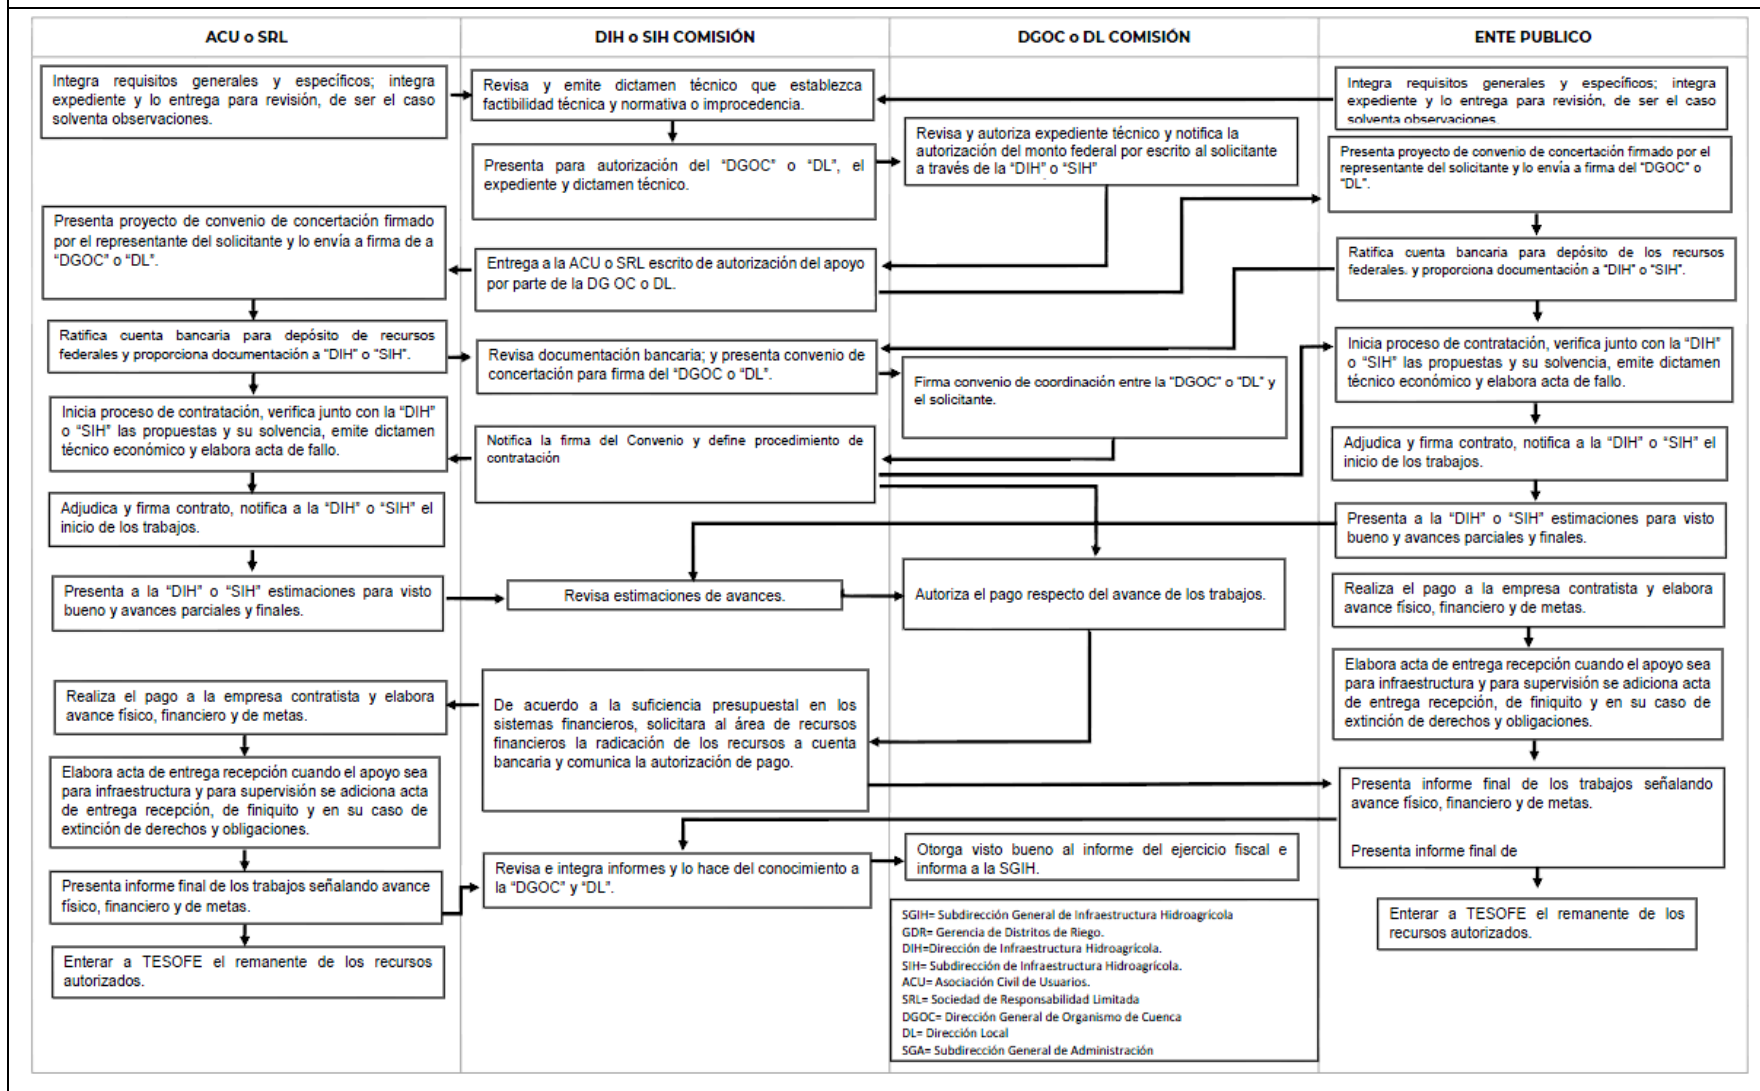 ACU o SRL
Integra requisitos generales y específicos; integra
expediente y lo entrega para revisión, de ser el caso
solventa observaciones.
Presenta proyecto de convenio de concertación firmado
por el representante del solicitante y lo envía a firma de a
“DGOC” o “DL”.
Ratifica cuenta bancaria para depósito de recursos
federales y proporciona documentación a “DIH” o “SIH”.
Inicia proceso de contratación, verifica junto con la “DIH”
o “SIH” las propuestas y su solvencia, emite dictamen
técnico económico y elabora acta de fallo.
Adjudica y firma contrato, notifica a la “DIH” o “SIH” el
inicio de los trabajos.
Presenta a la “DIH” o “SIH” estimaciones para visto
bueno y avances parciales y finales.
Realiza el pago a la empresa contratista y elabora
avance físico, financiero y de metas.
Elabora acta de entrega recepción cuando el apoyo sea
para infraestructura y para supervisión se adiciona acta
de entrega recepción, de finiquito y en su caso de
extinción de derechos y obligaciones.
Presenta informe final de los trabajos señalando avance
físico, financiero y de metas.
Enterar a TESOFE el remanente de los recursos
autorizados.
DIH o SIH COMISIÓN
Revisa y emite dictamen técnico que establezca
factibilidad técnica y normativa o improcedencia.
Presenta para autorización del “DGOC” o “DL”, el
expediente y dictamen técnico.
Entrega a la ACU o SRL escrito de autorización del apoyo
por parte de la DG OC o DL.
Revisa documentación bancaria; y presenta convenio de
concertación para firma del “DGOC o “DL”.
Notifica la firma del Convenio y define procedimiento de
contratación
Revisa estimaciones de avances.
De acuerdo a la suficiencia presupuestal en los
sistemas financieros, solicitara al área de recursos
financieros la radicación de los recursos a cuenta
bancaria y comunica la autorización de pago.
Revisa e integra informes y lo hace del conocimiento a
la “DGOC” y “DL”.
DGOC o DL COMISIÓN
Revisa y autoriza expediente técnico y notifica la
autorización del monto federal por escrito al solicitante
a través de la “DIH” o “SIH”
Firma convenio de coordinación entre la “DGOC” o “DL” y
el solicitante.
Autoriza el pago respecto del avance de los trabajos.
Otorga visto bueno al informe del ejercicio fiscal e
informa a la SGIH.
SGIH= Subdirección General de Infraestructura Hidroagrícola
GDR= Gerencia de Distritos de Riego.
DIH=Dirección de Infraestructura Hidroagrícola.
SIH= Subdirección de Infraestructura Hidroagrícola.
ACU= Asociación Civil de Usuarios.
SRL= Sociedad de Responsabilidad Limitada
DGOC= Dirección General de Organismo de Cuenca
DL= Dirección Local
SGA= Subdirección General de Administración
ENTE PUBLICO
Integra requisitos generales y específicos; integra
expediente y lo entrega para revisión, de ser el caso
solventa observaciones.
Presenta proyecto de convenio de concertación firmado por el
representante del solicitante y lo envía a firma del “DGOC” o
“DL”.
Ratifica cuenta bancaria para depósito de los recursos
federales. y proporciona documentación a “DIH” o “SIH”.
Inicia proceso de contratación, verifica junto con la “DIH”
o “SIH” las propuestas y su solvencia, emite dictamen
técnico económico y elabora acta de fallo.
Adjudica y firma contrato, notifica a la “DIH” o “SIH” el
inicio de los trabajos.
Presenta a la “DIH” o “SIH” estimaciones para visto
bueno y avances parciales y finales.
Realiza el pago a la empresa contratista y elabora
avance físico, financiero y de metas.
Elabora acta de entrega recepción cuando el apoyo sea
para infraestructura y para supervisión se adiciona acta
de entrega recepción, de finiquito y en su caso de
extinción de derechos y obligaciones.
Presenta informe final de los trabajos señalando
avance físico, financiero y de metas.
Presenta informe final de
Enterar a TESOFE el remanente de los
recursos autorizados.